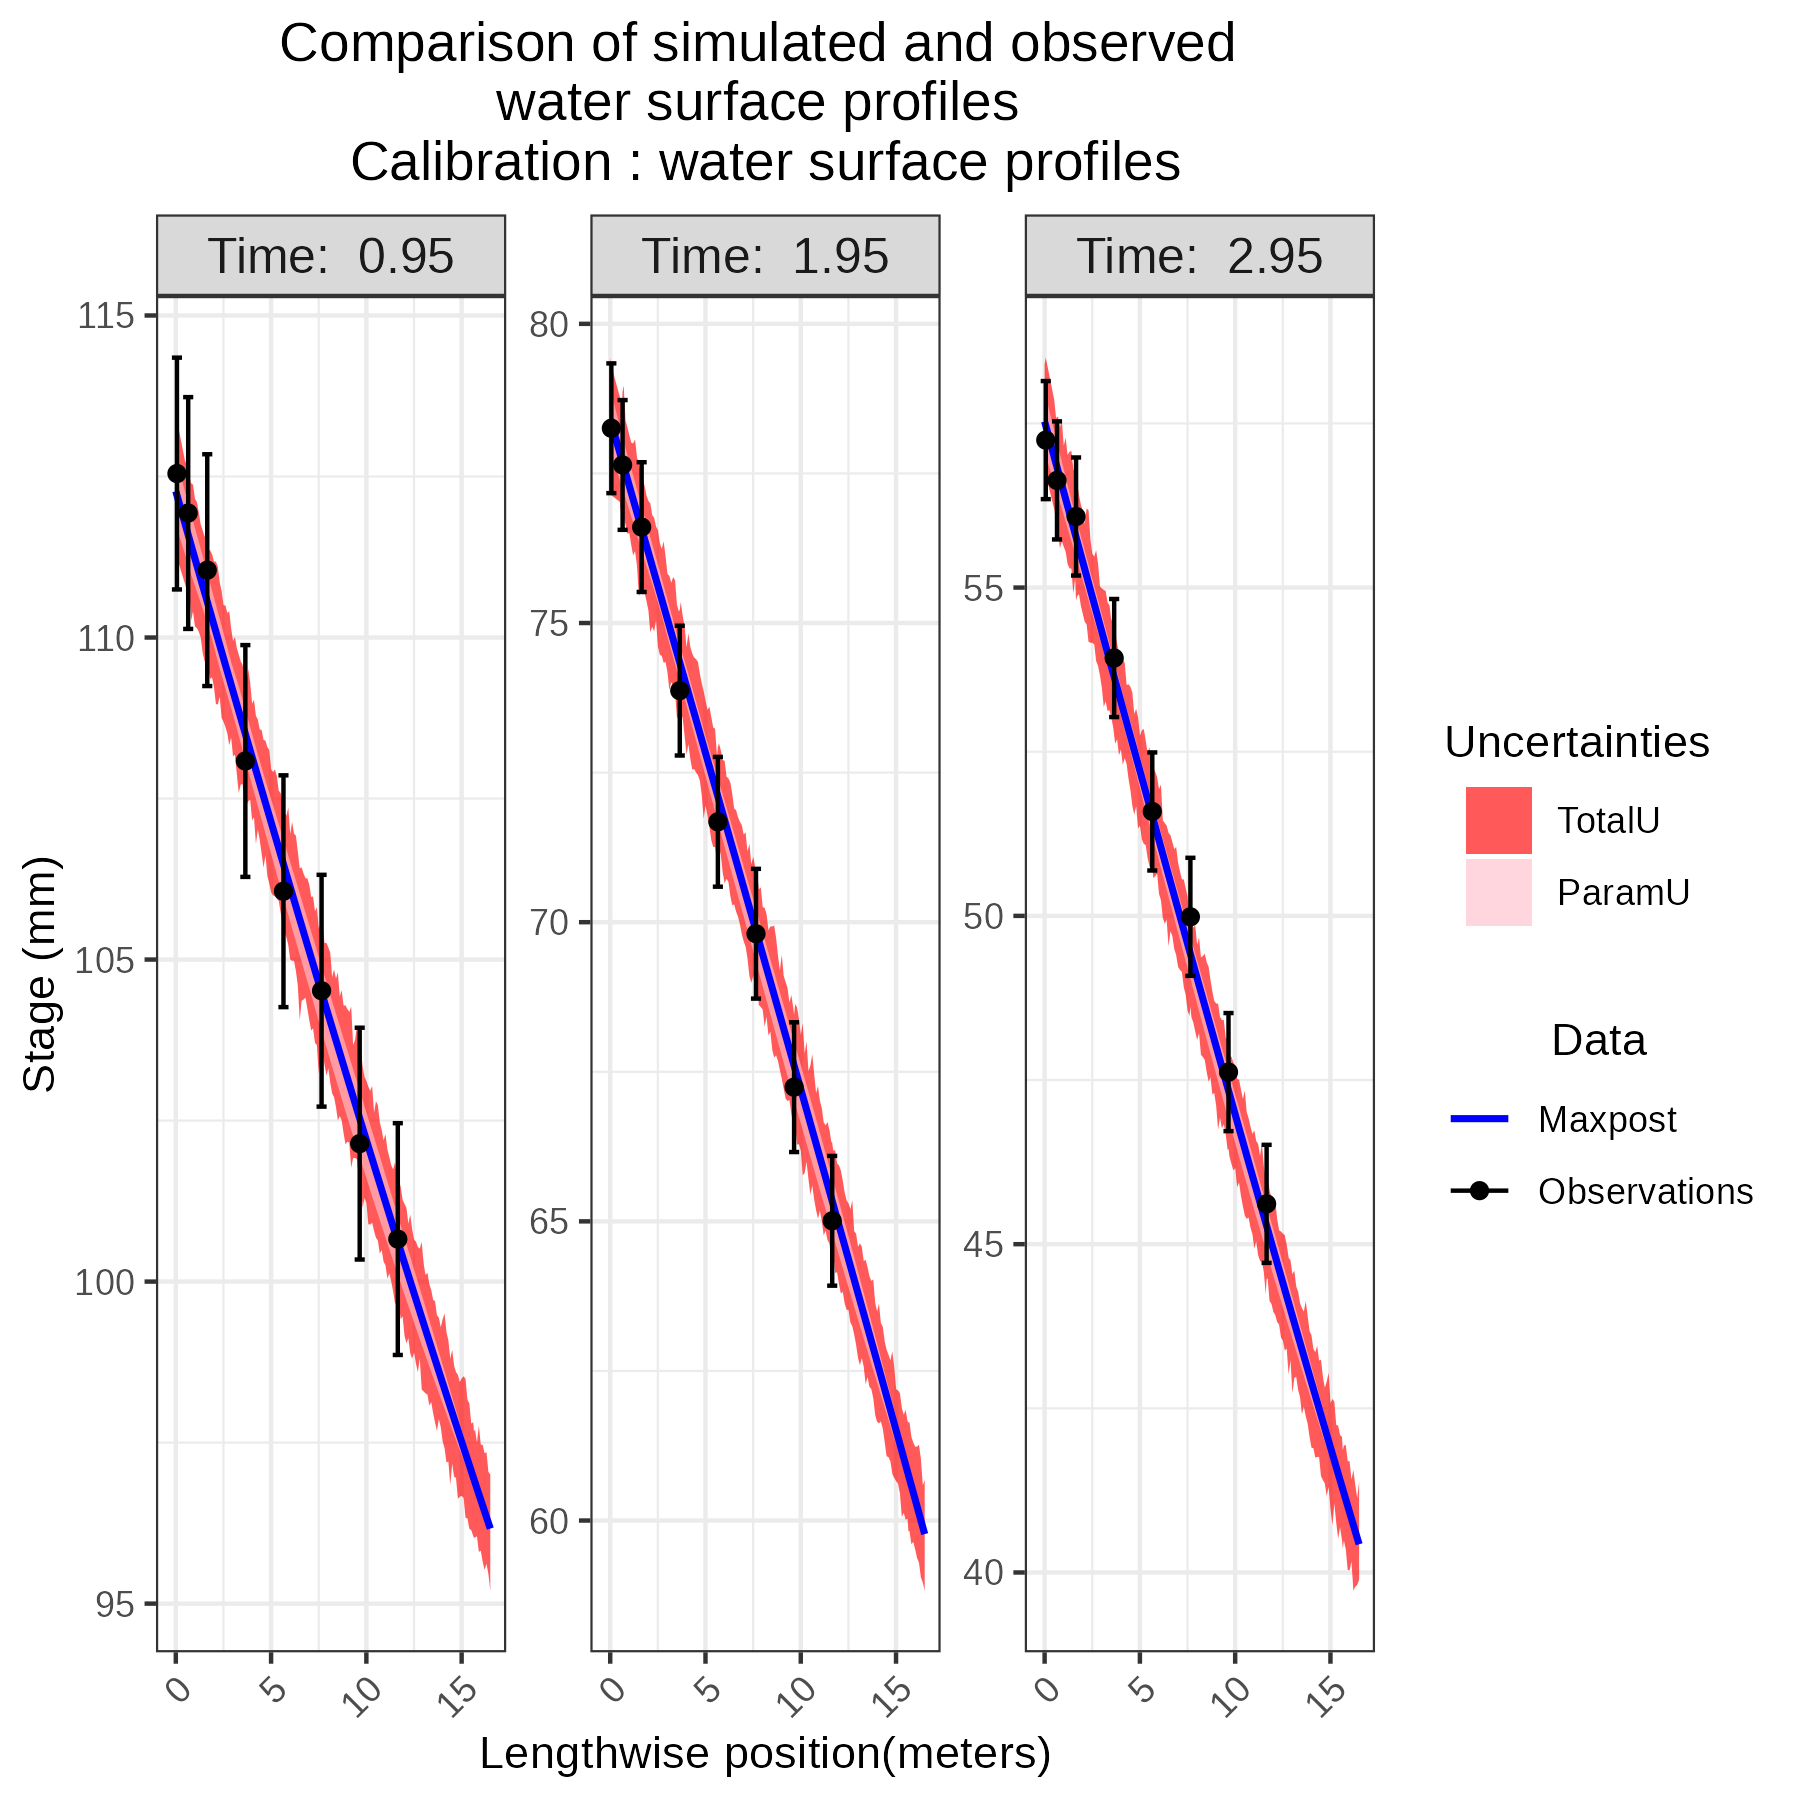 Comparison of simulated and observed
water surface profiles
Calibration : water surface profiles
Time:  0.95
Time:  1.95
Time:  2.95
Stage (mm)
115
110
105
100
95
80
75
70
65
60
55
50
45
40
0
5
10
15
0
5
10
15
0
5
10
15
Lengthwise position(meters)
Uncertainties
TotalU
ParamU
Data
Maxpost
Observations